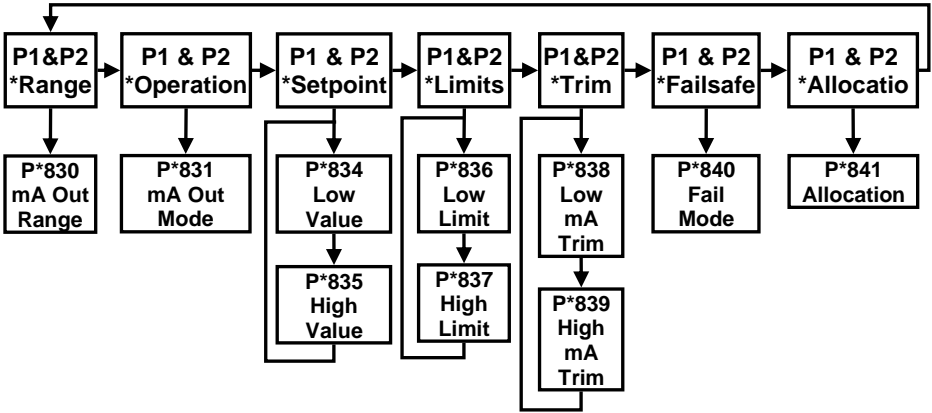 P1&P2
*Range
P1 & P2
*Operation
P1 & P2
*Setpoint
P1&P2
*Limits
P1&P2
*Trim
P1 & P2
*Failsafe
P1 & P2
*Allocatio
P*830
mA Out
Range
P*831
mA Out
Mode
P*834
Low
Value
P*836
Low
Limit
P*838
Low
mA
Trim
P*840
Fail
Mode
P*841
Allocation
P*835
High
Value
P*837
High
Limit
P*839
High
mA
Trim